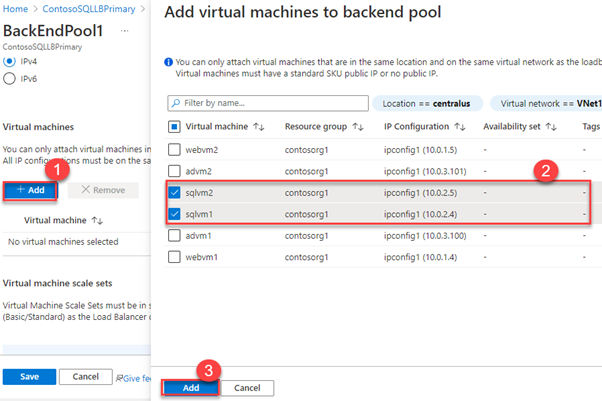 Home > ContosoSQLLBPrimary >
BackEndPool1 ...
ContosoSQLLBPrimary
IPv4
IPv6
Virtual machines
You can only attach virtual machines in
All IP configurations must be on the sa
1
+ Add
× Remove
Virtual machine ↑↓
No virtual machines selected
Virtual machine scale sets
Virtual Machine Scale Sets must be in s
(Basic/Standard) as the Load Balancer c
Save
Cancel
Give fee
Add virtual machines to backend pool
You can only attach virtual machines that are in the same location and on the same virtual network as the loadb
Virtual machines must have a standard SKU public IP or no public IP.
Filter by name...
Location == centralus
Virtual network == VNet1
Virtual machine ↑↓ Resource group ↑↓ IP Configuration ↑↓ Availability set ↑↓ Tags
webvm2 contosorg1 ipconfig1 (10.0.1.5) - -
advm2 contosorg1 ipconfig1 (10.0.3.101) - -
2
sqlvm2 contosorg1 ipconfig1 (10.0.2.5) - -
sqlvm1 contosorg1 ipconfig1 (10.0.2.4) - -
advm1 contosorg1 ipconfig1 (10.0.3.100) - -
webvm1 contosorg1 ipconfig1 (10.0.1.4) - -
3
Add
Cancel